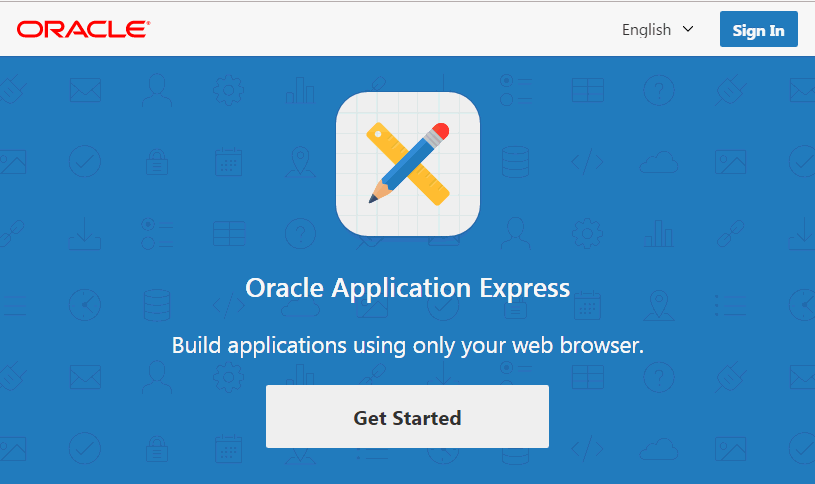 ORACLE
English
Sign In
Oracle Application Express
Build applications using only your web browser.
Get Started